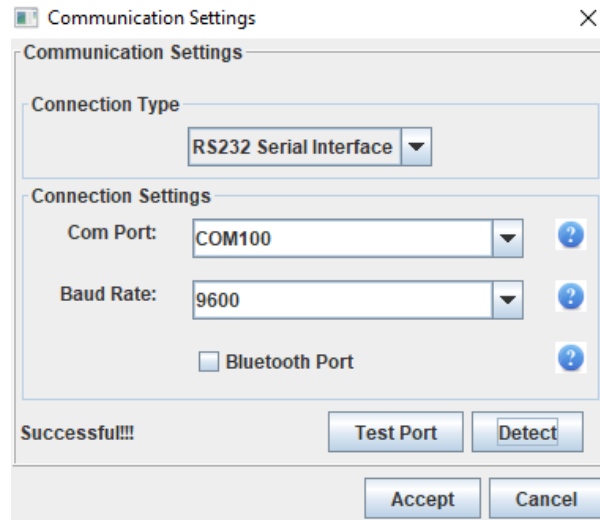 Communication Settings
Communication Settings
Connection Type
RS232 Serial Interface
Connection Settings
Com Port: COM100 ?
Baud Rate: 9600 ?
Bluetooth Port ?
Successful!!! Test Port Detect
Accept Cancel